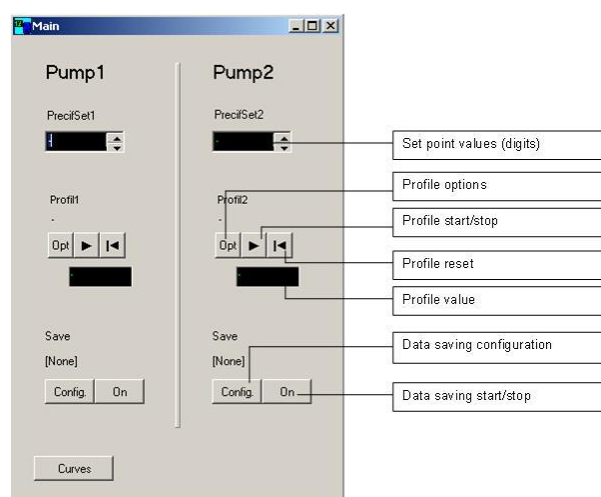 Main
Pump1
Pump2
PrecifSet1
PrecifSet2
Set point values (digits)
Profile options
Profil1
Profil2
Profile start/stop
Opt
Opt
Profile reset
Profile value
Save
Save
Data saving configuration
[None]
[None]
Config.
On
Config.
On
Data saving start/stop
Curves